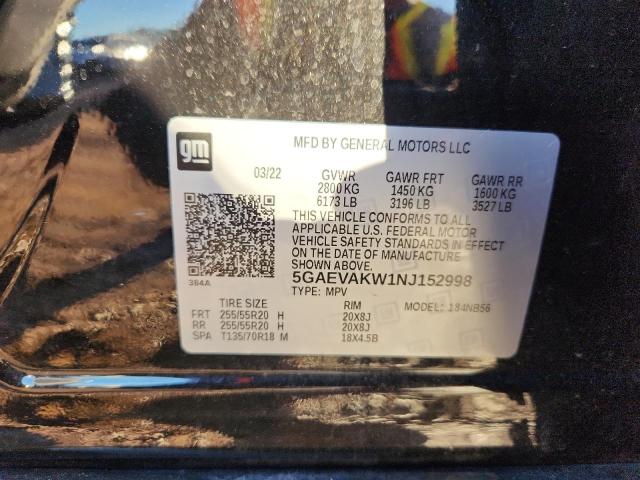 gm
MFD BY GENERAL MOTORS LLC
03/22 GVWR GAWR FRT GAWR RR
2800 KG 1450 KG 1600 KG
6173 LB 3196 LB 3527 LB
THIS VEHICLE CONFORMS TO ALL
APPLICABLE U.S. FEDERAL MOTOR
VEHICLE SAFETY STANDARDS IN EFFECT
ON THE DATE OF MANUFACTURE
SHOWN ABOVE.
384A
5GAEVAKW1NJ152998
TYPE: MPV
TIRE SIZE RIM MODEL: 184NB56
FRT 255/55R20 H 20X8J
RR 255/55R20 H 20X8J
SPA T135/70R18 M 18X4.5B